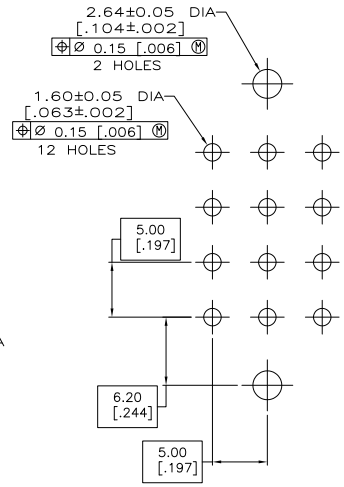 2.64±0.05 DIA
[.104±.002]
⌖ ⌀ 0.15 [.006] Ⓜ
2 HOLES
1.60±0.05 DIA
[.063±.002]
⌖ ⌀ 0.15 [.006] Ⓜ
12 HOLES
5.00
[.197]
A
6.20
[.244]
5.00
[.197]